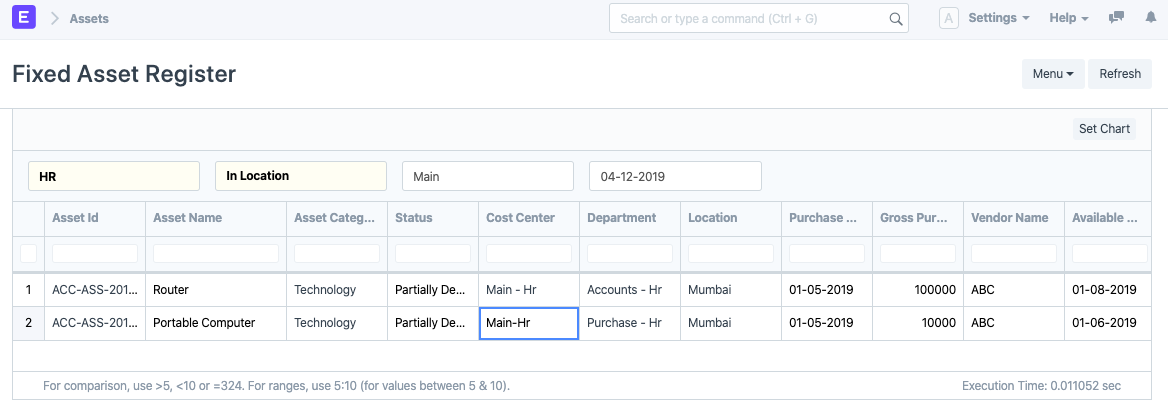 E Assets Search or type a command (Ctrl + G) A Settings Help
Fixed Asset Register Menu Refresh
Set Chart
HR In Location Main 04-12-2019
Asset Id Asset Name Asset Categ... Status Cost Center Department Location Purchase ... Gross Pur... Vendor Name Available ...
1 ACC-ASS-201... Router Technology Partially De... Main - Hr Accounts - Hr Mumbai 01-05-2019 100000 ABC 01-08-2019
2 ACC-ASS-201... Portable Computer Technology Partially De... Main-Hr Purchase - Hr Mumbai 01-05-2019 10000 ABC 01-06-2019
For comparison, use >5, <10 or =324. For ranges, use 5:10 (for values between 5 & 10). Execution Time: 0.011052 sec